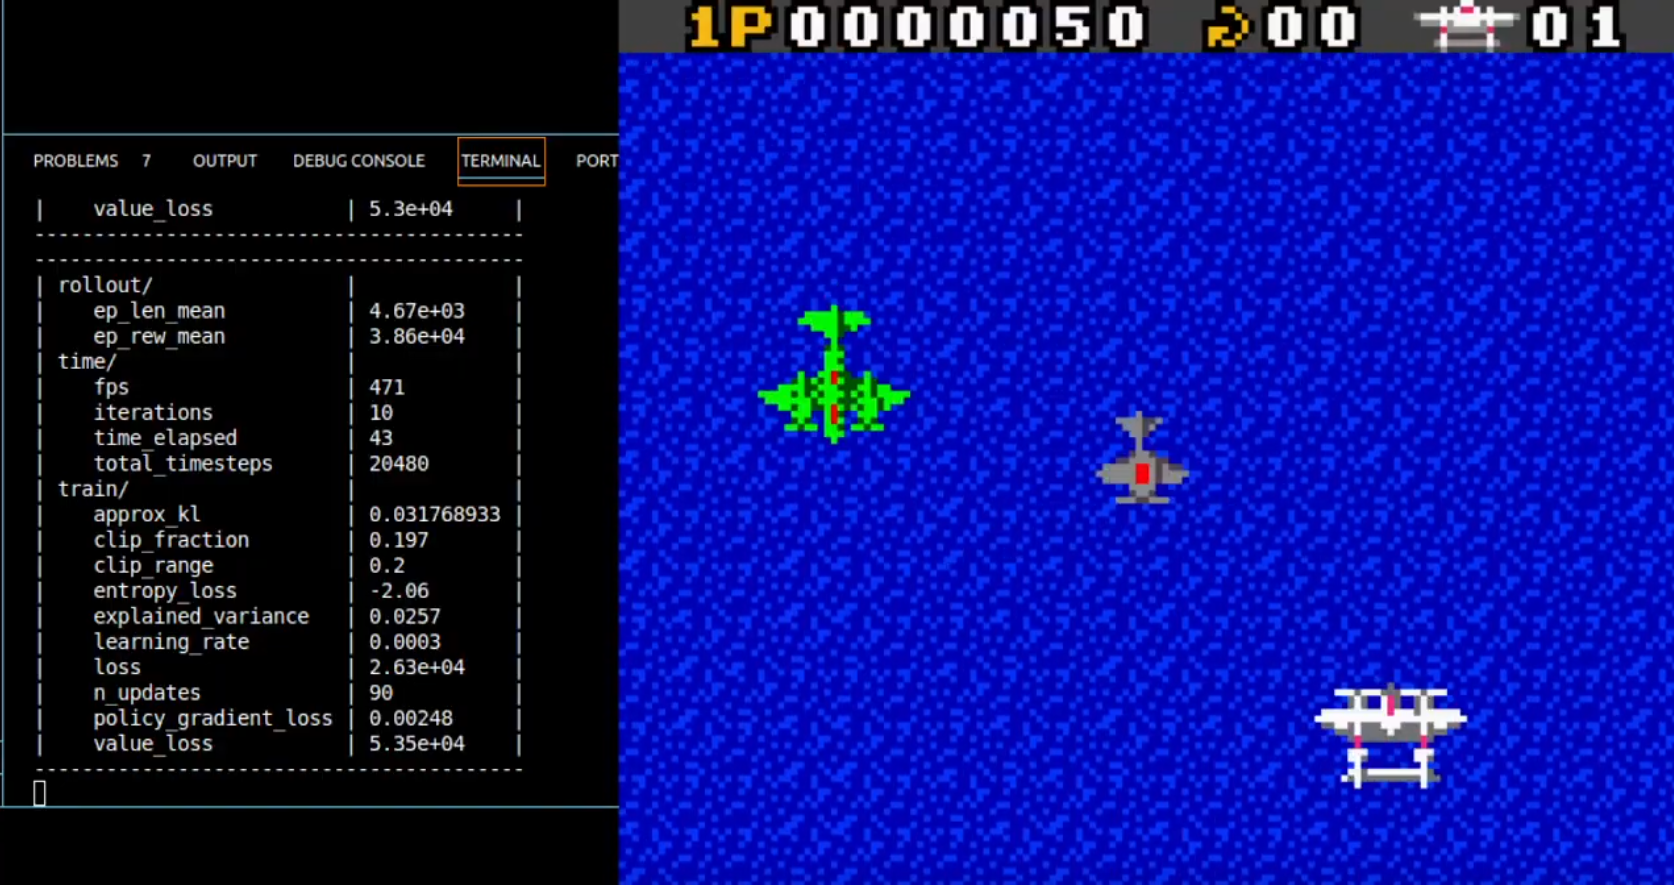 1P 0000050 00 01
PROBLEMS 7 OUTPUT DEBUG CONSOLE TERMINAL PORT
| value_loss | 5.3e+04 |
-----------------------------------------
-----------------------------------------
| rollout/ | |
| ep_len_mean | 4.67e+03 |
| ep_rew_mean | 3.86e+04 |
| time/ | |
| fps | 471 |
| iterations | 10 |
| time_elapsed | 43 |
| total_timesteps | 20480 |
| train/ | |
| approx_kl | 0.031768933 |
| clip_fraction | 0.197 |
| clip_range | 0.2 |
| entropy_loss | -2.06 |
| explained_variance | 0.0257 |
| learning_rate | 0.0003 |
| loss | 2.63e+04 |
| n_updates | 90 |
| policy_gradient_loss | 0.00248 |
| value_loss | 5.35e+04 |
-----------------------------------------